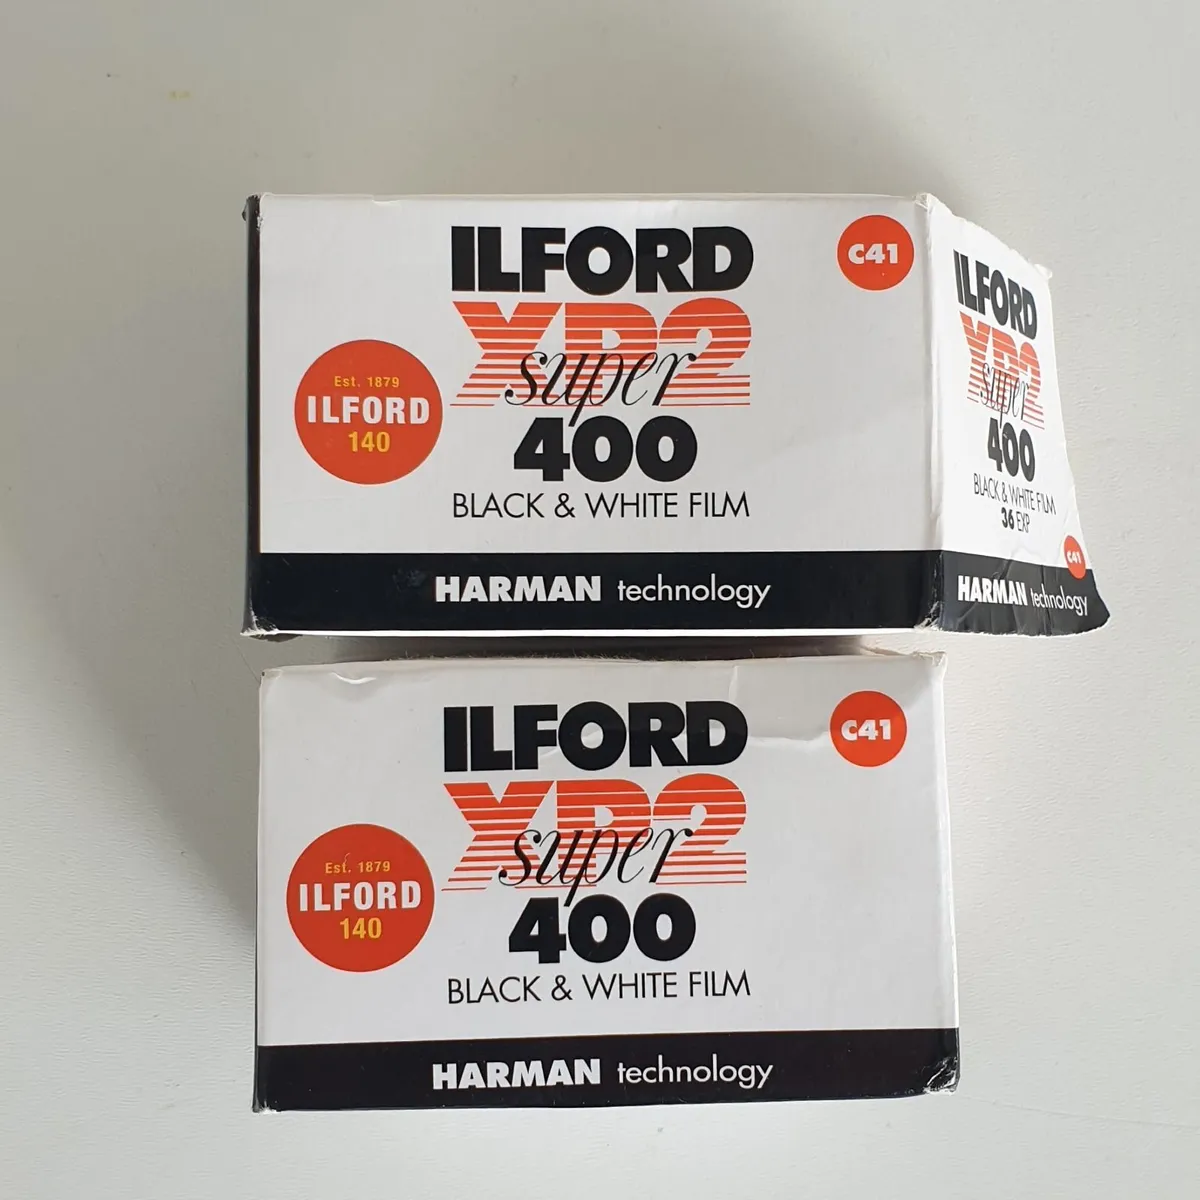 ILFORD
C41
XP2
super
Est. 1879
ILFORD
140
400
BLACK & WHITE FILM
HARMAN technology
ILFORD
XP2
super
400
BLACK & WHITE FILM
36 EXP
C41
HARMAN technology
ILFORD
C41
XP2
super
Est. 1879
ILFORD
140
400
BLACK & WHITE FILM
HARMAN technology